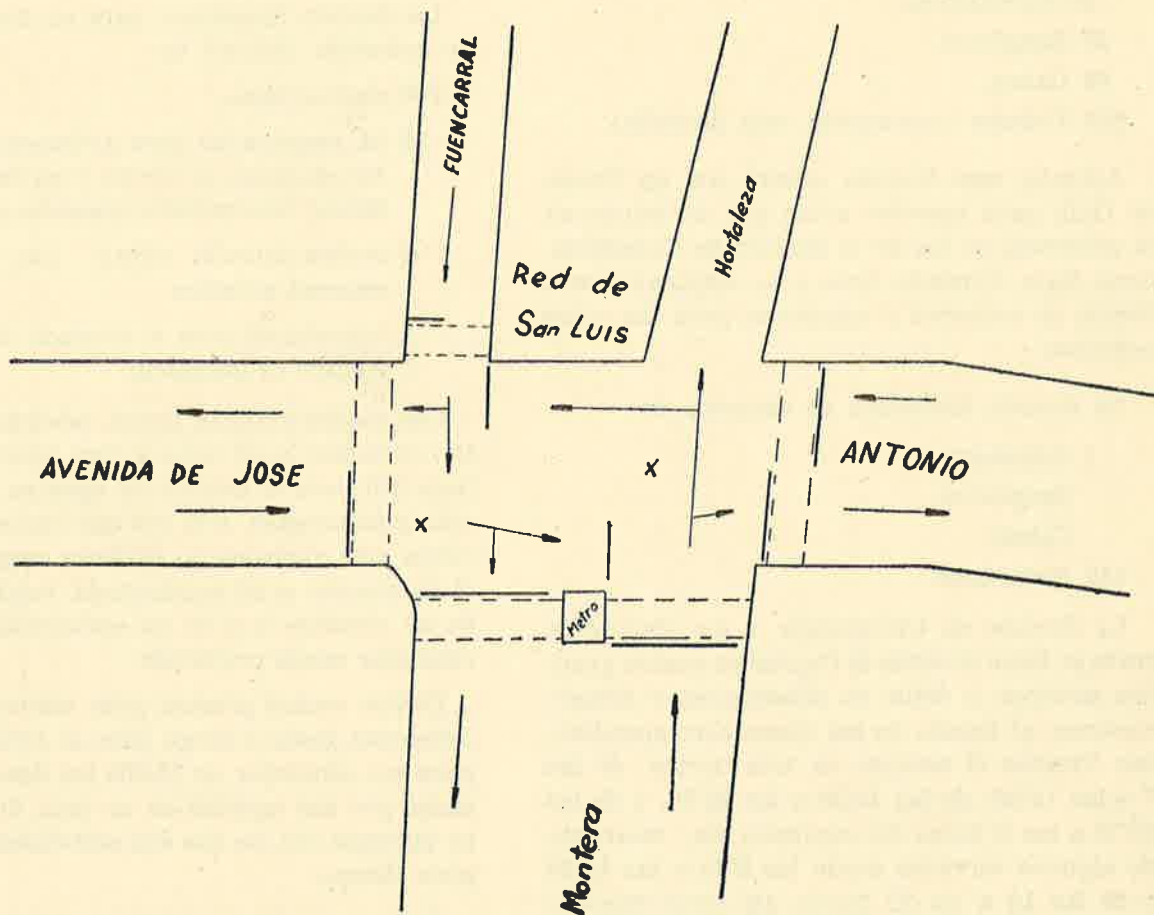 FUENCARRAL
Hortaleza
Red de
San Luis
AVENIDA DE JOSE
ANTONIO
x
x
Metro
Montera